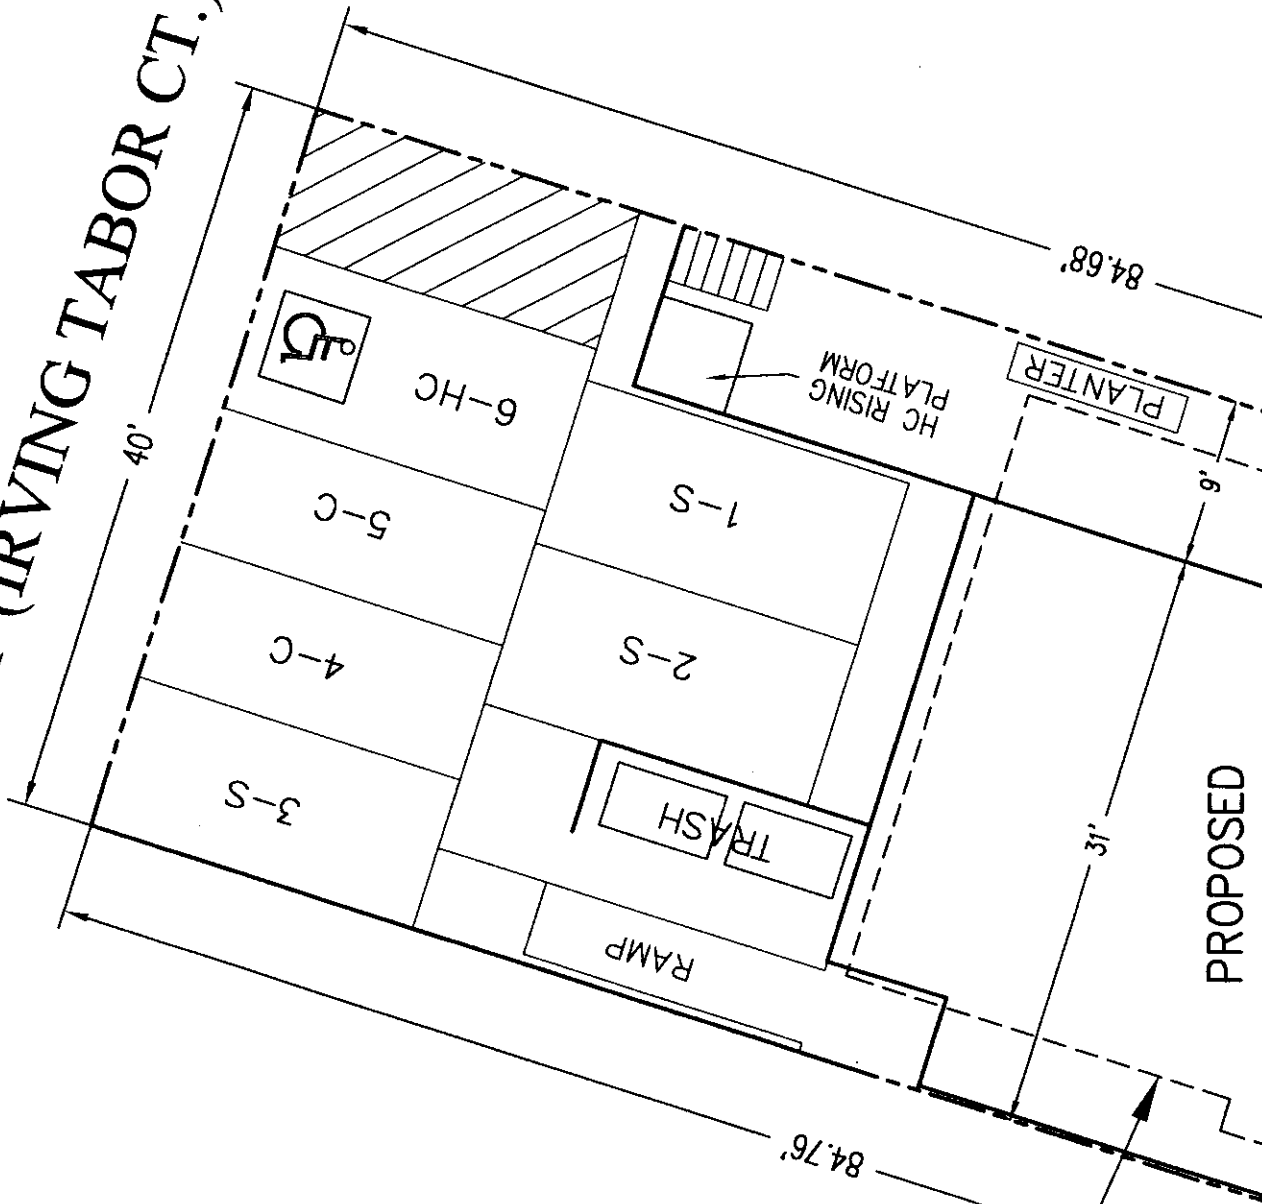 (IRVING TABOR CT.)
40'
84.68'
6-HC
5-C
4-C
3-S
1-S
2-S
HC RISING
PLATFORM
PLANTER
9'
31'
TRASH
RAMP
PROPOSED
84.76'